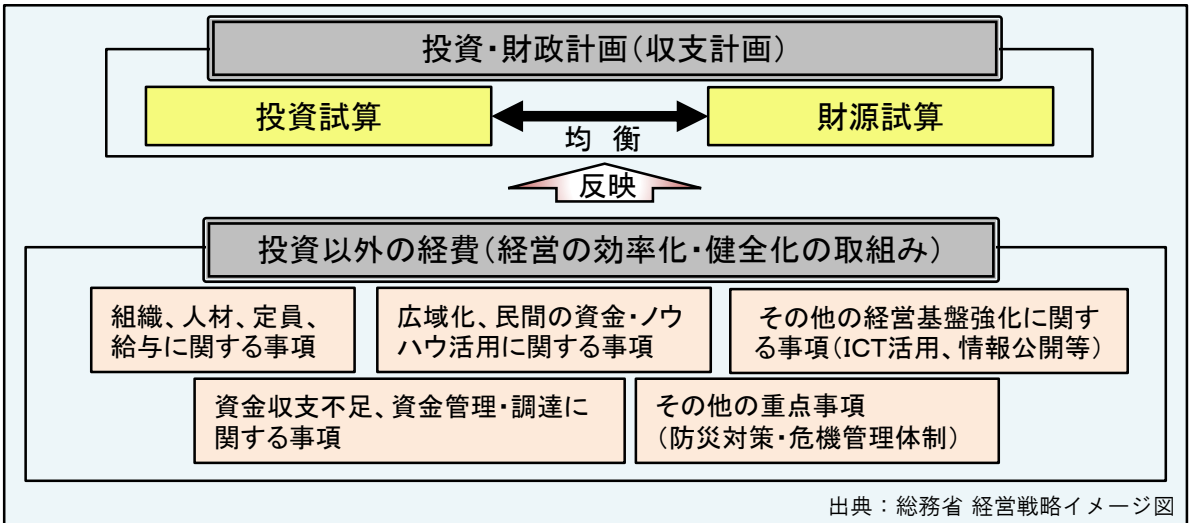 投資・財政計画（収支計画）
投資試算
財源試算
均 衡
反映
投資以外の経費（経営の効率化・健全化の取組み）
組織、人材、定員、
給与に関する事項
広域化、民間の資金・ノウ
ハウ活用に関する事項
その他の経営基盤強化に関す
る事項（ICT活用、情報公開等）
資金収支不足、資金管理・調達に
関する事項
その他の重点事項
（防災対策・危機管理体制）
出典：総務省 経営戦略イメージ図